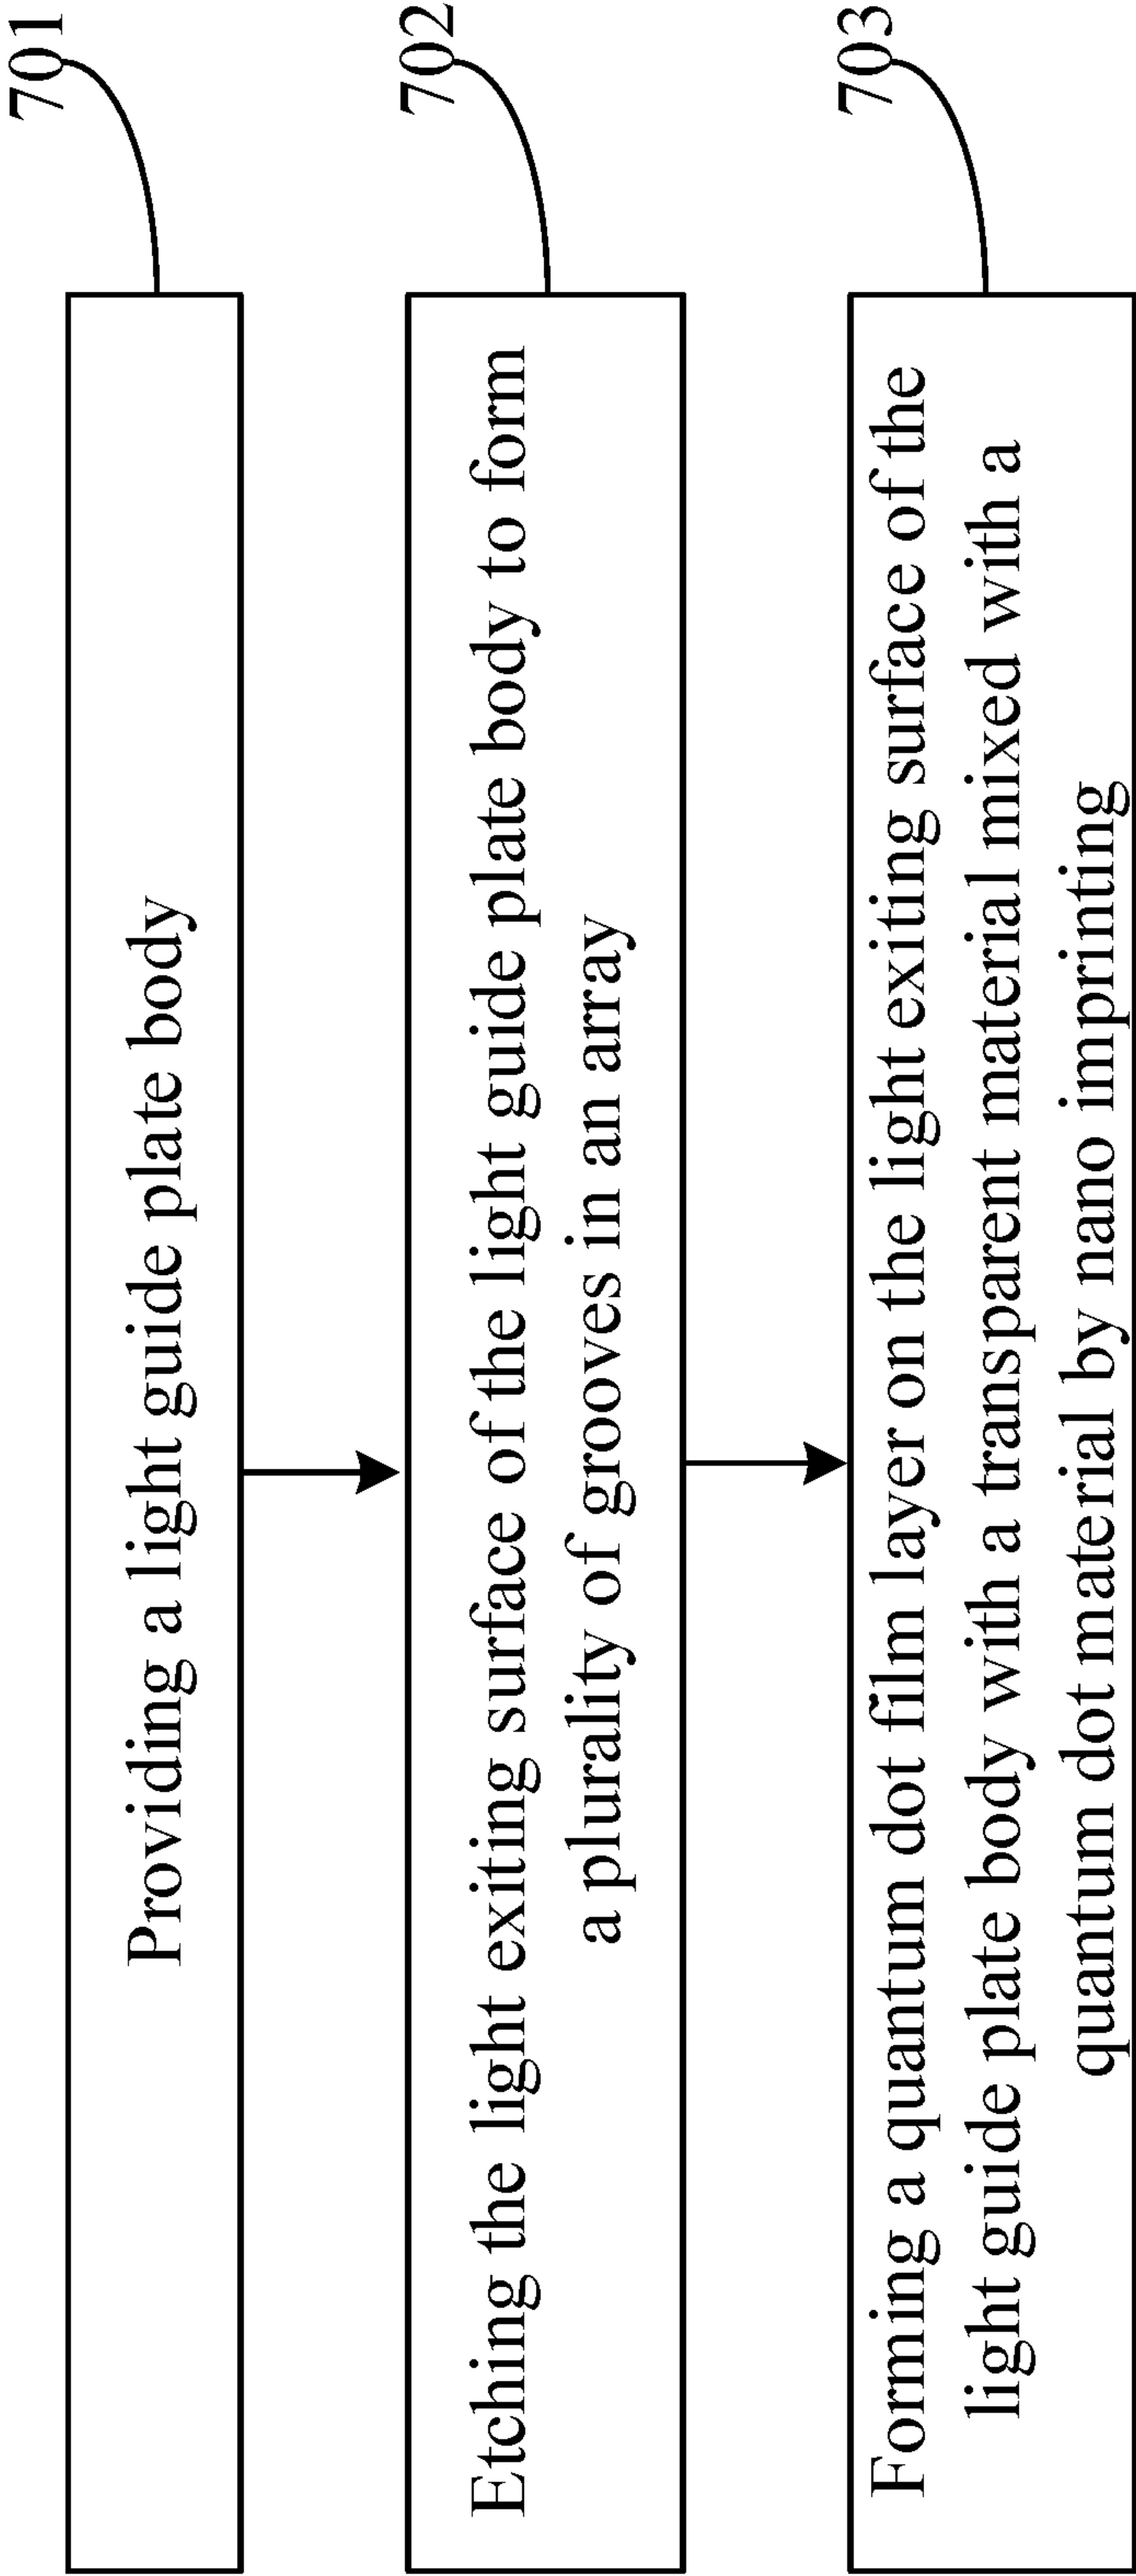 Providing a light guide plate body
701
Etching the light exiting surface of the light guide plate body to form
a plurality of grooves in an array
702
Forming a quantum dot film layer on the light exiting surface of the
light guide plate body with a transparent material mixed with a
quantum dot material by nano imprinting
703